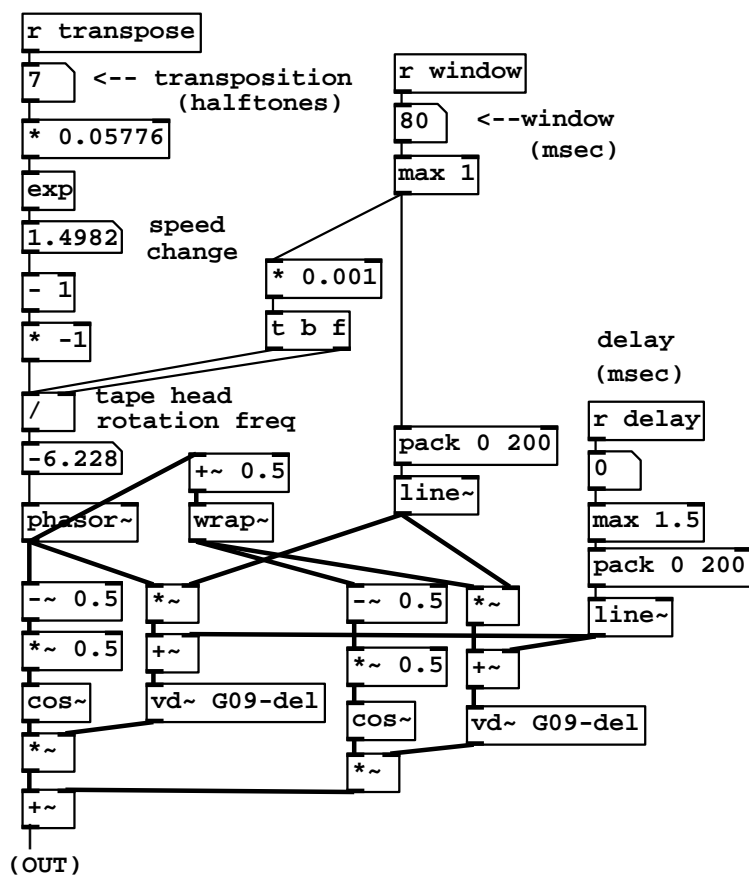 r transpose
7
<-- transposition
(halftones)
* 0.05776
exp
1.4982
speed
change
- 1
* -1
/
tape head
rotation freq
-6.228
phasor~
r window
80
<--window
(msec)
max 1
* 0.001
t b f
+~ 0.5
wrap~
pack 0 200
line~
delay
(msec)
r delay
0
max 1.5
pack 0 200
line~
-~ 0.5
*~
-~ 0.5
*~
*~ 0.5
+~
*~ 0.5
+~
cos~
vd~ G09-del
cos~
vd~ G09-del
*~
*~
+~
(OUT)